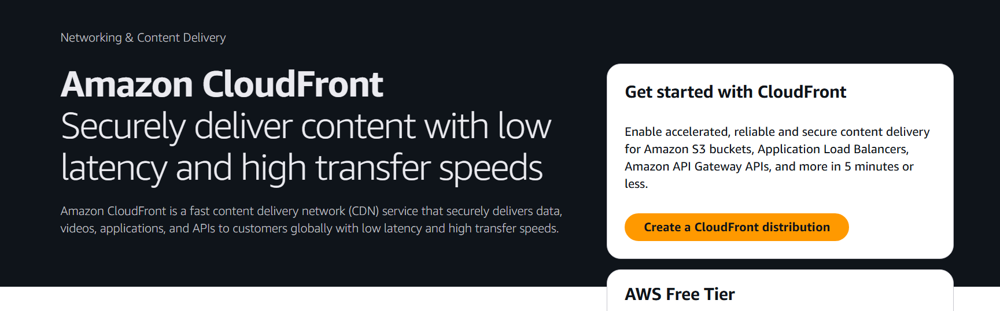 Networking & Content Delivery
Amazon CloudFront
Securely deliver content with low
latency and high transfer speeds
Amazon CloudFront is a fast content delivery network (CDN) service that securely delivers data,
videos, applications, and APIs to customers globally with low latency and high transfer speeds.
Get started with CloudFront
Enable accelerated, reliable and secure content delivery
for Amazon S3 buckets, Application Load Balancers,
Amazon API Gateway APIs, and more in 5 minutes or
less.
Create a CloudFront distribution
AWS Free Tier